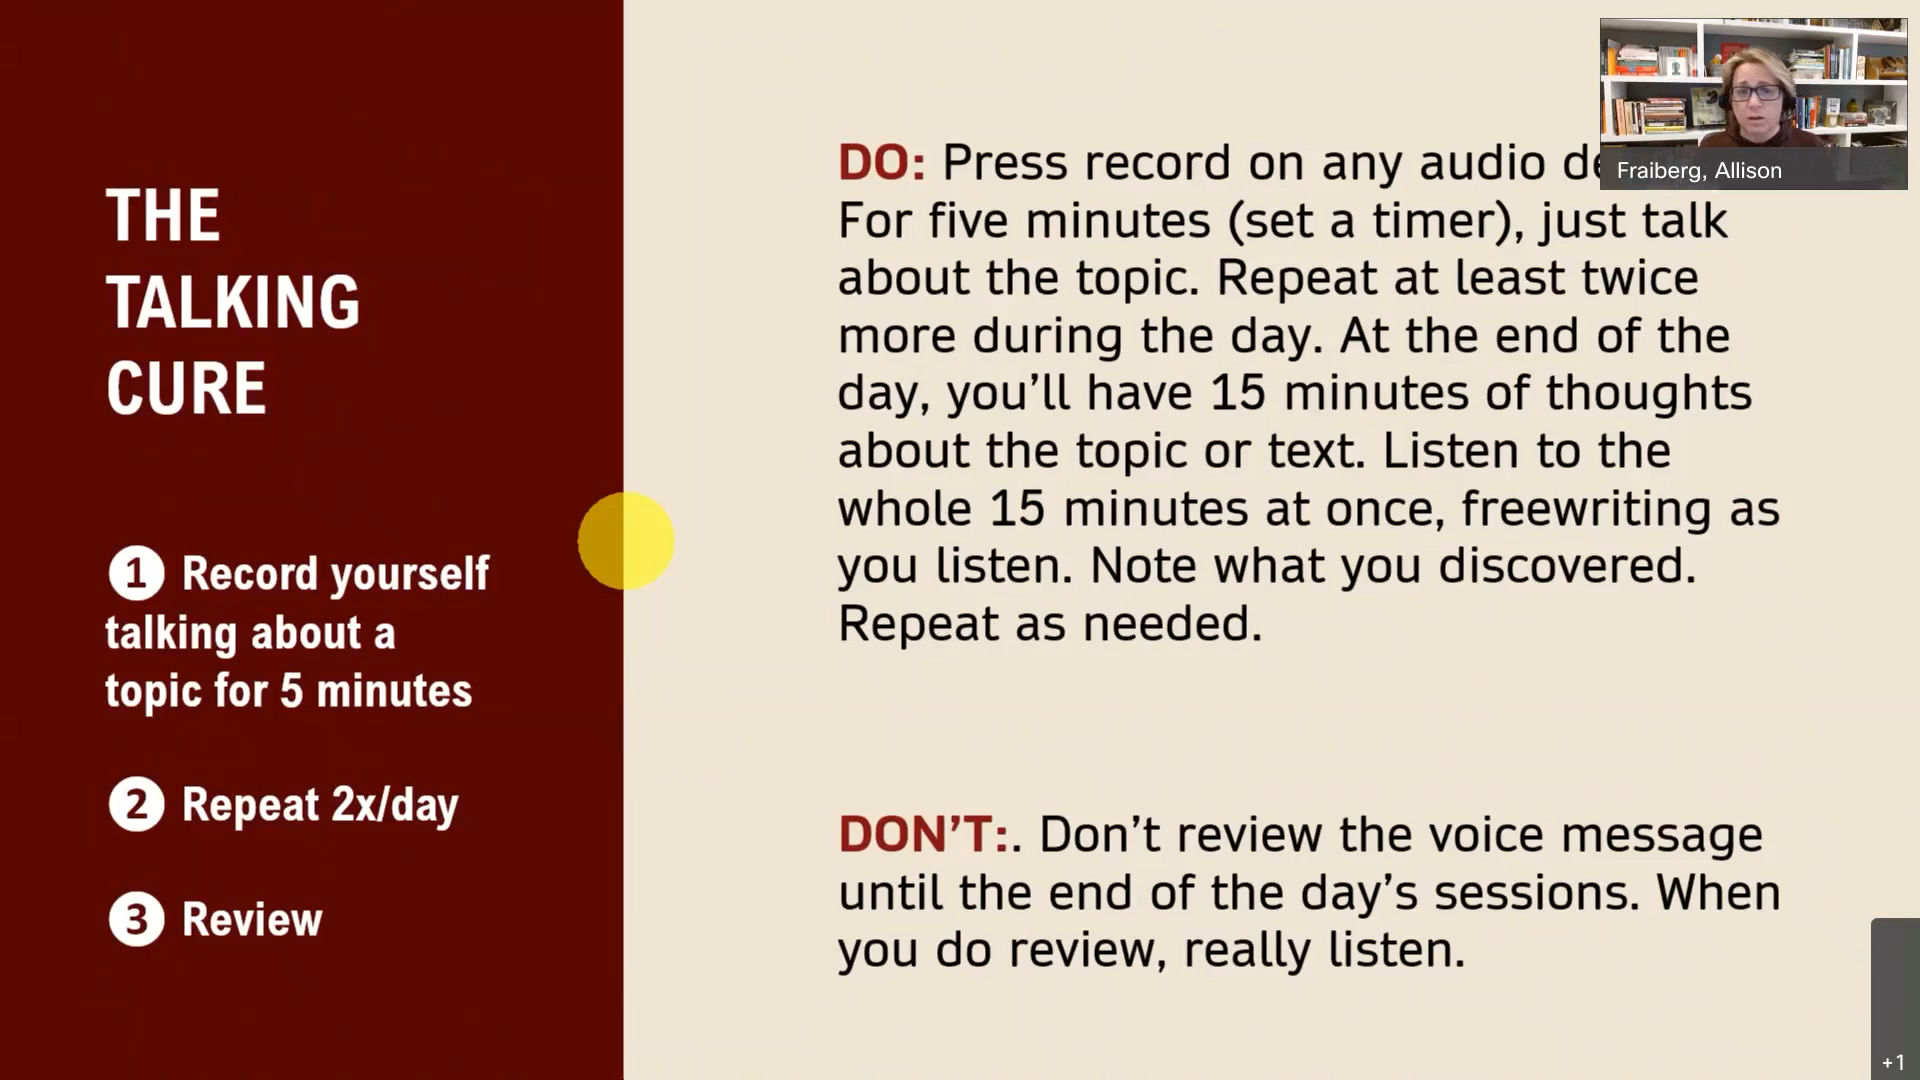 THE
TALKING
CURE
1 Record yourself
talking about a
topic for 5 minutes
2 Repeat 2x/day
3 Review
DO: Press record on any audio
For five minutes (set a timer), just talk
about the topic. Repeat at least twice
more during the day. At the end of the
day, you’ll have 15 minutes of thoughts
about the topic or text. Listen to the
whole 15 minutes at once, freewriting as
you listen. Note what you discovered.
Repeat as needed.
DON’T:. Don’t review the voice message
until the end of the day’s sessions. When
you do review, really listen.
Fraiberg, Allison
+1